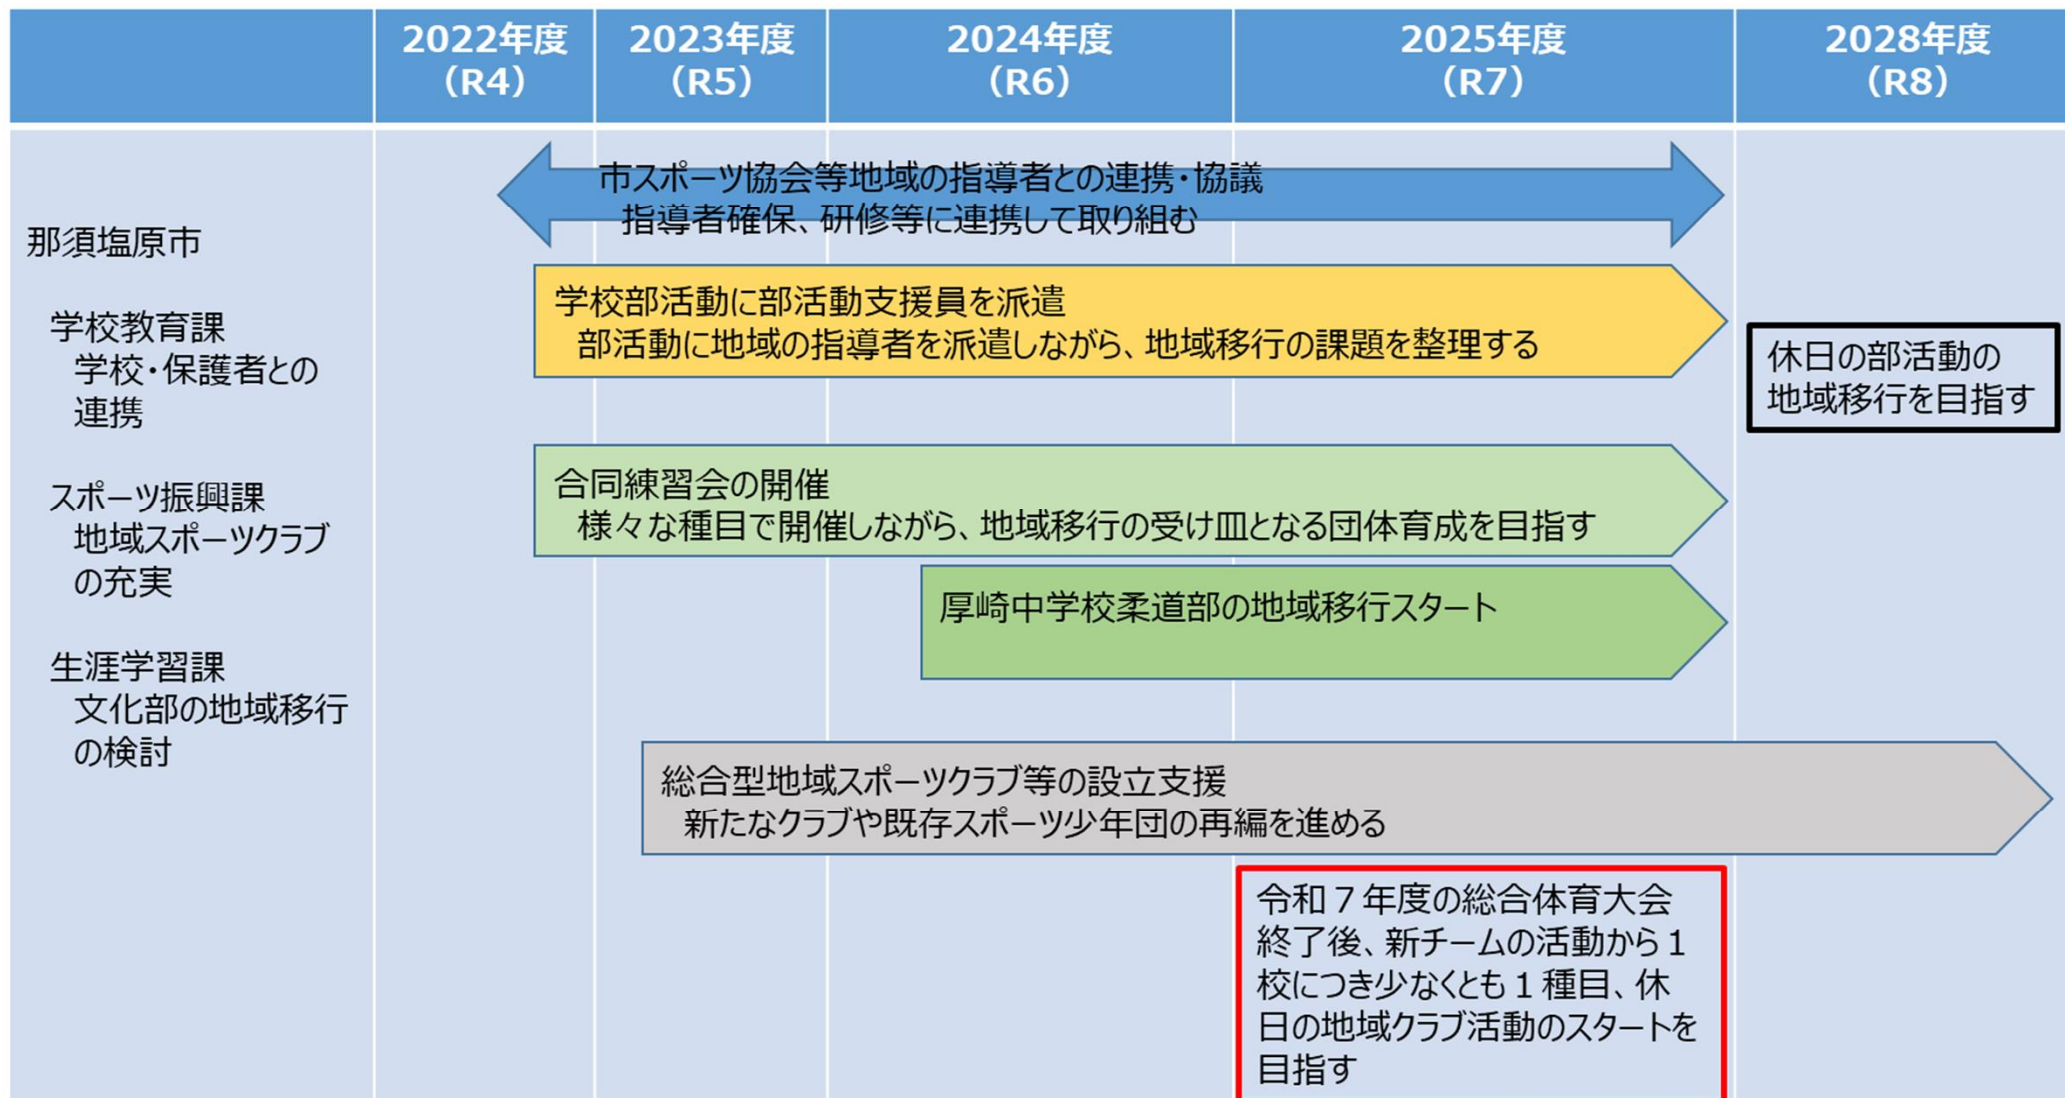 2022年度
(R4)
2023年度
(R5)
2024年度
(R6)
2025年度
(R7)
2028年度
(R8)
那須塩原市
学校教育課
学校・保護者との
連携
スポーツ振興課
地域スポーツクラブ
の充実
生涯学習課
文化部の地域移行
の検討
市スポーツ協会等地域の指導者との連携・協議
指導者確保、研修等に連携して取り組む
学校部活動に部活動支援員を派遣
部活動に地域の指導者を派遣しながら、地域移行の課題を整理する
合同練習会の開催
様々な種目で開催しながら、地域移行の受け皿となる団体育成を目指す
厚崎中学校柔道部の地域移行スタート
総合型地域スポーツクラブ等の設立支援
新たなクラブや既存スポーツ少年団の再編を進める
令和７年度の総合体育大会
終了後、新チームの活動から１
校につき少なくとも１種目、休
日の地域クラブ活動のスタートを
目指す
休日の部活動の
地域移行を目指す